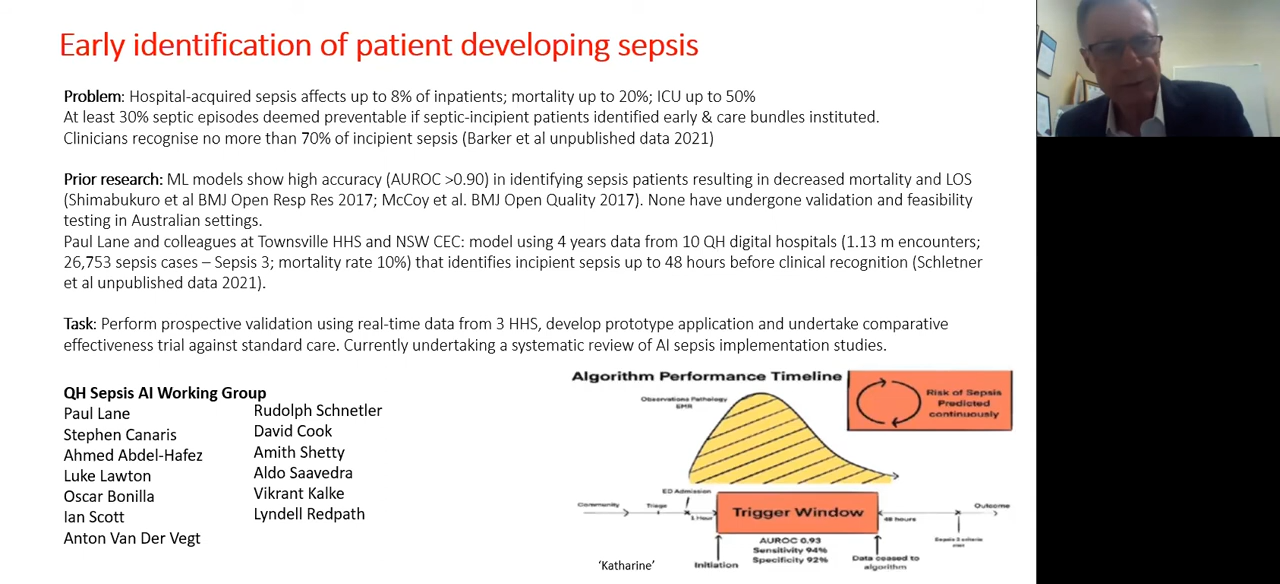 Early identification of patient developing sepsis
Problem: Hospital-acquired sepsis affects up to 8% of inpatients; mortality up to 20%; ICU up to 50%
At least 30% septic episodes deemed preventable if septic-incipient patients identified early & care bundles instituted.
Clinicians recognise no more than 70% of incipient sepsis (Barker et al unpublished data 2021)
Prior research: ML models show high accuracy (AUROC >0.90) in identifying sepsis patients resulting in decreased mortality and LOS
(Shimabukuro et al BMJ Open Resp Res 2017; McCoy et al. BMJ Open Quality 2017). None have undergone validation and feasibility
testing in Australian settings.
Paul Lane and colleagues at Townsville HHS and NSW CEC: model using 4 years data from 10 QH digital hospitals (1.13 m encounters;
26,753 sepsis cases – Sepsis 3; mortality rate 10%) that identifies incipient sepsis up to 48 hours before clinical recognition (Schletner
et al unpublished data 2021).
Task: Perform prospective validation using real-time data from 3 HHS, develop prototype application and undertake comparative
effectiveness trial against standard care. Currently undertaking a systematic review of AI sepsis implementation studies.
QH Sepsis AI Working Group
Paul Lane
Stephen Canaris
Ahmed Abdel-Hafez
Luke Lawton
Oscar Bonilla
Ian Scott
Anton Van Der Vegt
Rudolph Schnetler
David Cook
Amith Shetty
Aldo Saavedra
Vikrant Kalke
Lyndell Redpath
Algorithm Performance Timeline
Observations Pathology
EMR
Risk of Sepsis
Predicted
continuously
Community
Triage
ED Admission
1 Hour
Trigger Window
48 hours
Outcome
Sepsis 3 criteria
met
AUROC 0.93
Sensitivity 94%
Specificity 92%
Initiation
Data ceased to
algorithm
'Katharine'